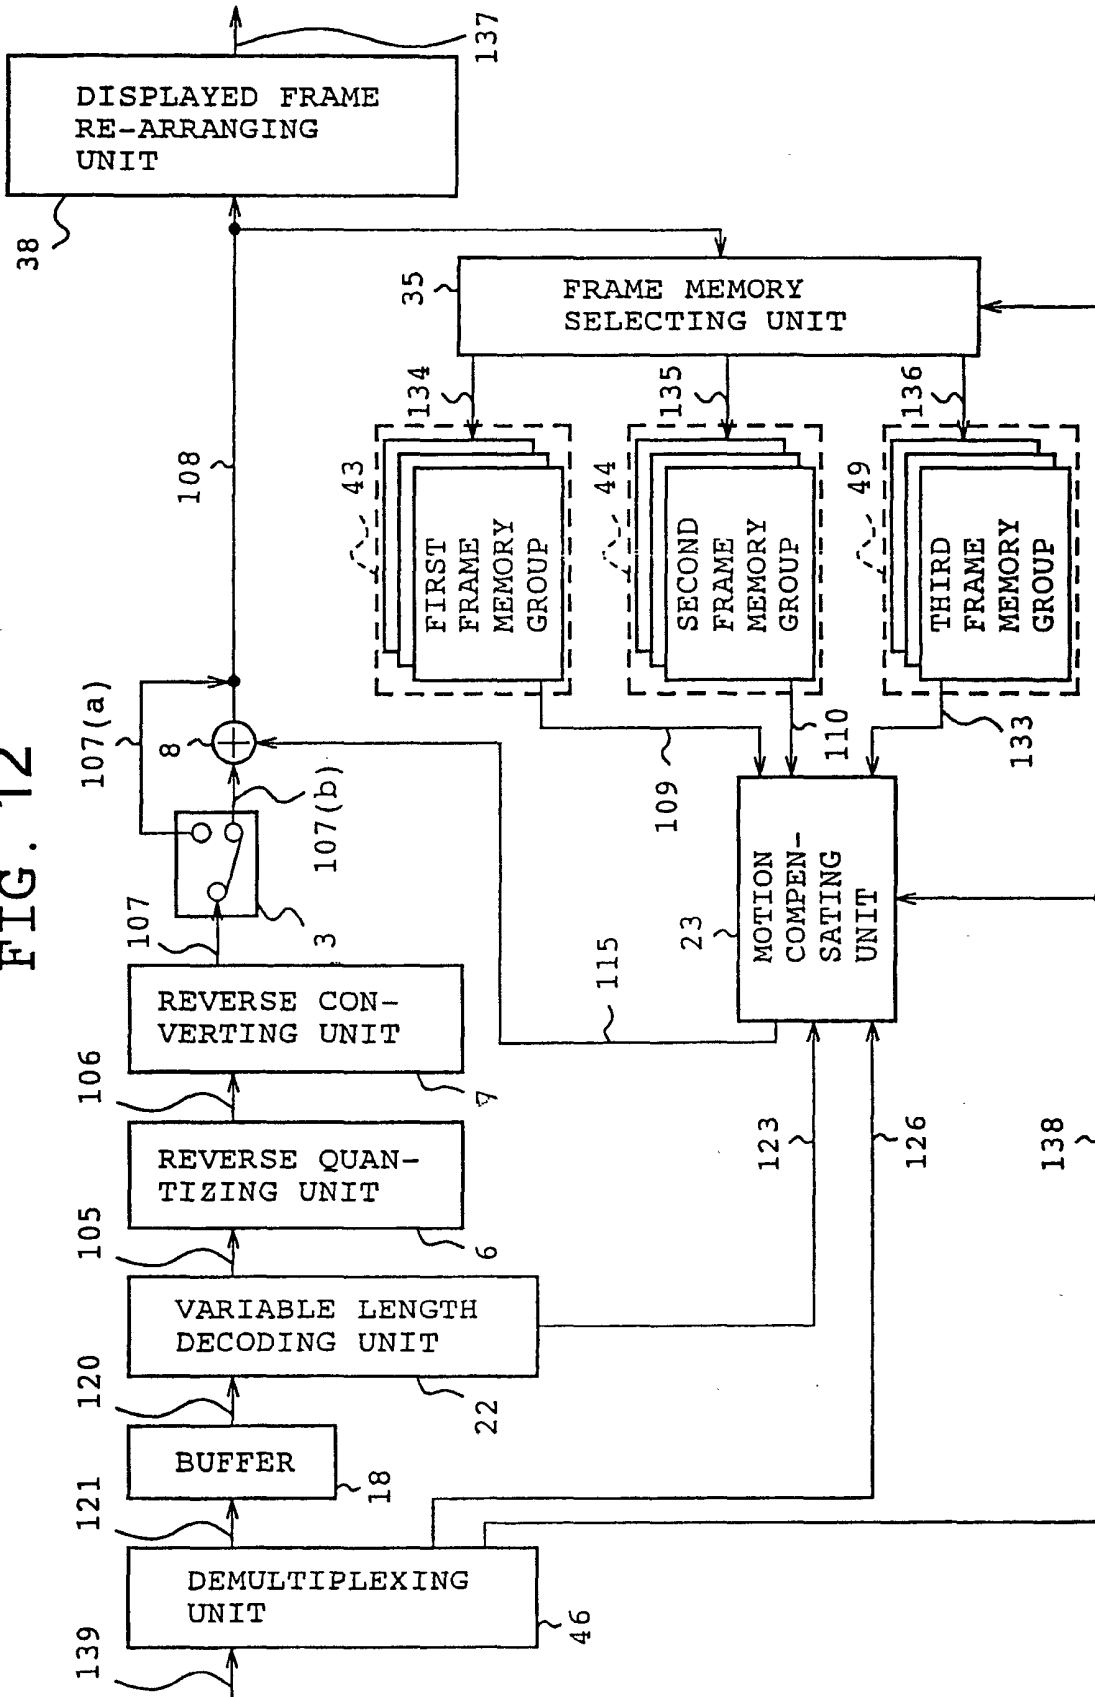 FIG. 12
137
DISPLAYED FRAME
RE-ARRANGING
UNIT
38
35
FRAME MEMORY
SELECTING UNIT
134
135
136
108
43
44
49
FIRST
FRAME
MEMORY
GROUP
SECOND
FRAME
MEMORY
GROUP
THIRD
FRAME
MEMORY
GROUP
107(a)
8
107(b)
109
110
133
107
3
23
MOTION
COMPEN-
SATING
UNIT
115
REVERSE CON-
VERTING UNIT
7
106
REVERSE QUAN-
TIZING UNIT
6
123
126
138
105
VARIABLE LENGTH
DECODING UNIT
22
120
BUFFER
18
121
DEMULTIPLEXING
UNIT
46
139